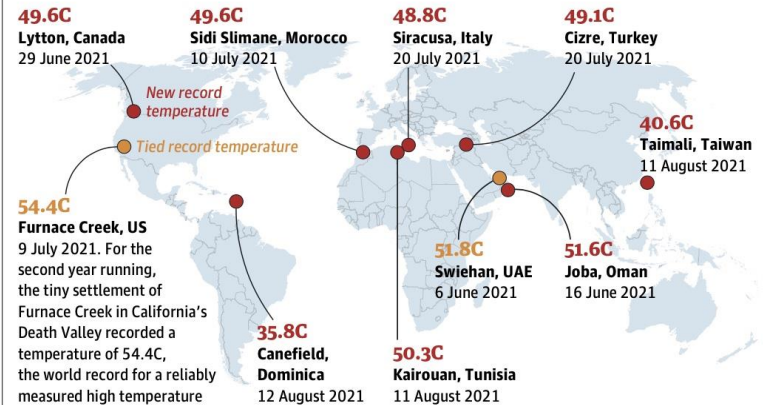 49.6C
Lytton, Canada
29 June 2021
49.6C
Sidi Slimane, Morocco
10 July 2021
48.8C
Siracusa, Italy
20 July 2021
49.1C
Cizre, Turkey
20 July 2021
New record
temperature
Tied record temperature
40.6C
Taimali, Taiwan
11 August 2021
54.4C
Furnace Creek, US
9 July 2021. For the
second year running,
the tiny settlement of
Furnace Creek in California's
Death Valley recorded a
temperature of 54.4C,
the world record for a reliably
measured high temperature
51.8C
Swiehan, UAE
6 June 2021
51.6C
Joba, Oman
16 June 2021
35.8C
Canefield,
Dominica
12 August 2021
50.3C
Kairouan, Tunisia
11 August 2021